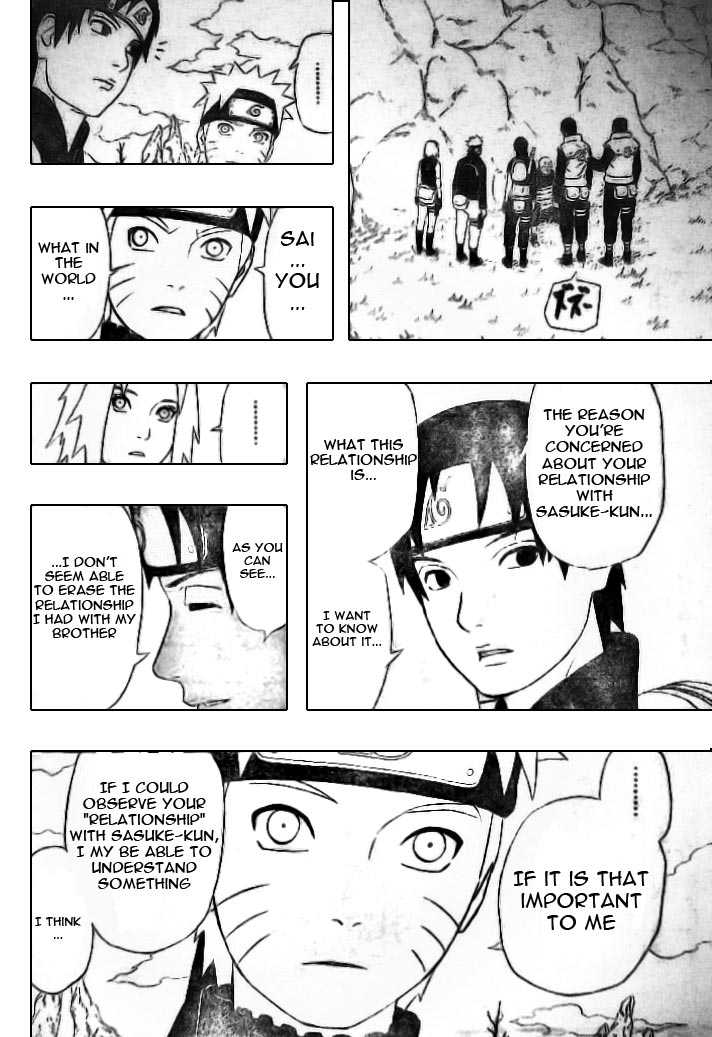 ........
SAI
...
YOU
...
WHAT IN
THE
WORLD
...
THE REASON
YOU'RE
CONCERNED
ABOUT YOUR
RELATIONSHIP
WITH
SASUKE-KUN...
WHAT THIS
RELATIONSHIP
IS...
I WANT
TO KNOW
ABOUT IT...
........
AS YOU
CAN
SEE...
...I DON'T
SEEM ABLE
TO ERASE THE
RELATIONSHIP
I HAD WITH MY
BROTHER
........
IF IT IS THAT
IMPORTANT
TO ME
IF I COULD
OBSERVE YOUR
"RELATIONSHIP"
WITH SASUKE-KUN,
I MY BE ABLE TO
UNDERSTAND
SOMETHING
I THINK
...